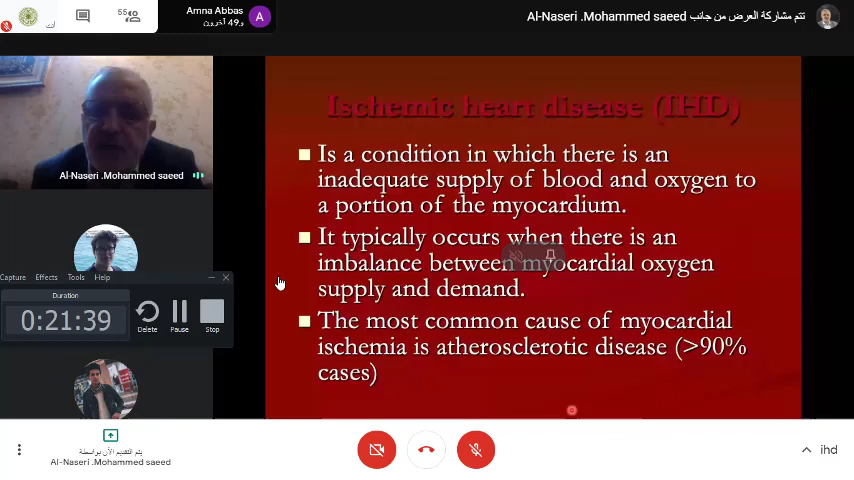 أنت
55
Amna Abbas
و49 آخرون
A
تتم مشاركة العرض من جانب Al-Naseri .Mohammed saeed
Al-Naseri .Mohammed saeed
Capture Effects Tools Help
Duration
0:21:39
Delete Pause Stop
Ischemic heart disease (IHD)
Is a condition in which there is an
inadequate supply of blood and oxygen to
a portion of the myocardium.
It typically occurs when there is an
imbalance between myocardial oxygen
supply and demand.
The most common cause of myocardial
ischemia is atherosclerotic disease (>90%
cases)
يتم التقديم الآن بواسطة
Al-Naseri .Mohammed saeed
ihd